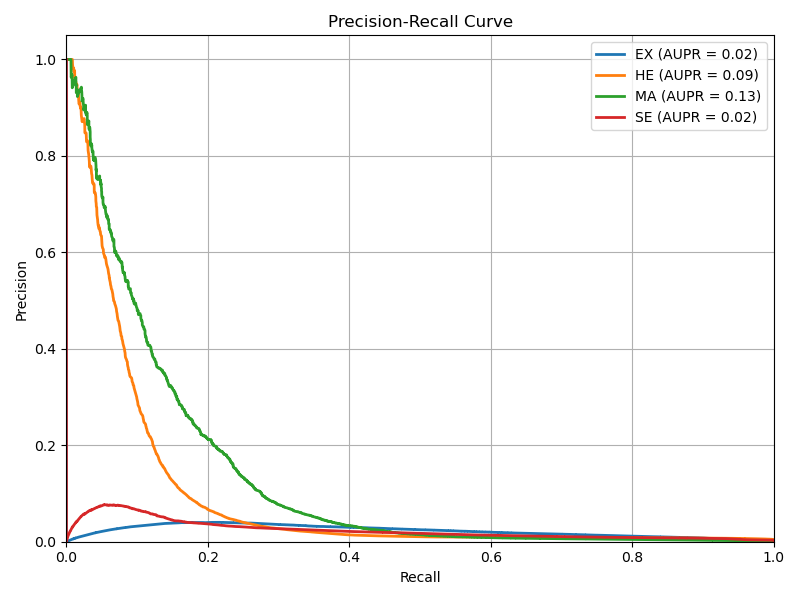 Precision-Recall Curve
EX (AUPR = 0.02)
HE (AUPR = 0.09)
MA (AUPR = 0.13)
SE (AUPR = 0.02)
Precision
1.0
0.8
0.6
0.4
0.2
0.0
0.0 0.2 0.4 0.6 0.8 1.0
Recall